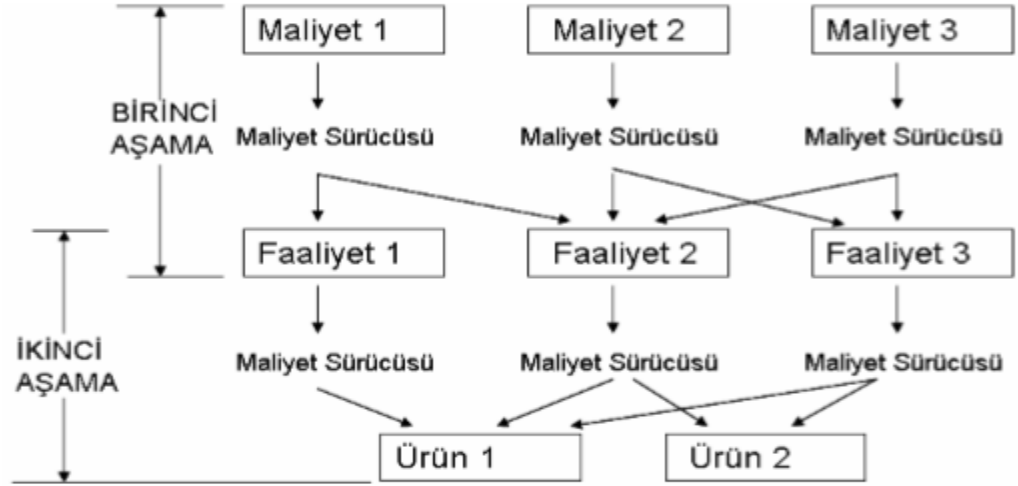 Maliyet 1
Maliyet 2
Maliyet 3
BİRİNCİ
AŞAMA
Maliyet Sürücüsü
Maliyet Sürücüsü
Maliyet Sürücüsü
Faaliyet 1
Faaliyet 2
Faaliyet 3
İKİNCİ
AŞAMA
Maliyet Sürücüsü
Maliyet Sürücüsü
Maliyet Sürücüsü
Ürün 1
Ürün 2